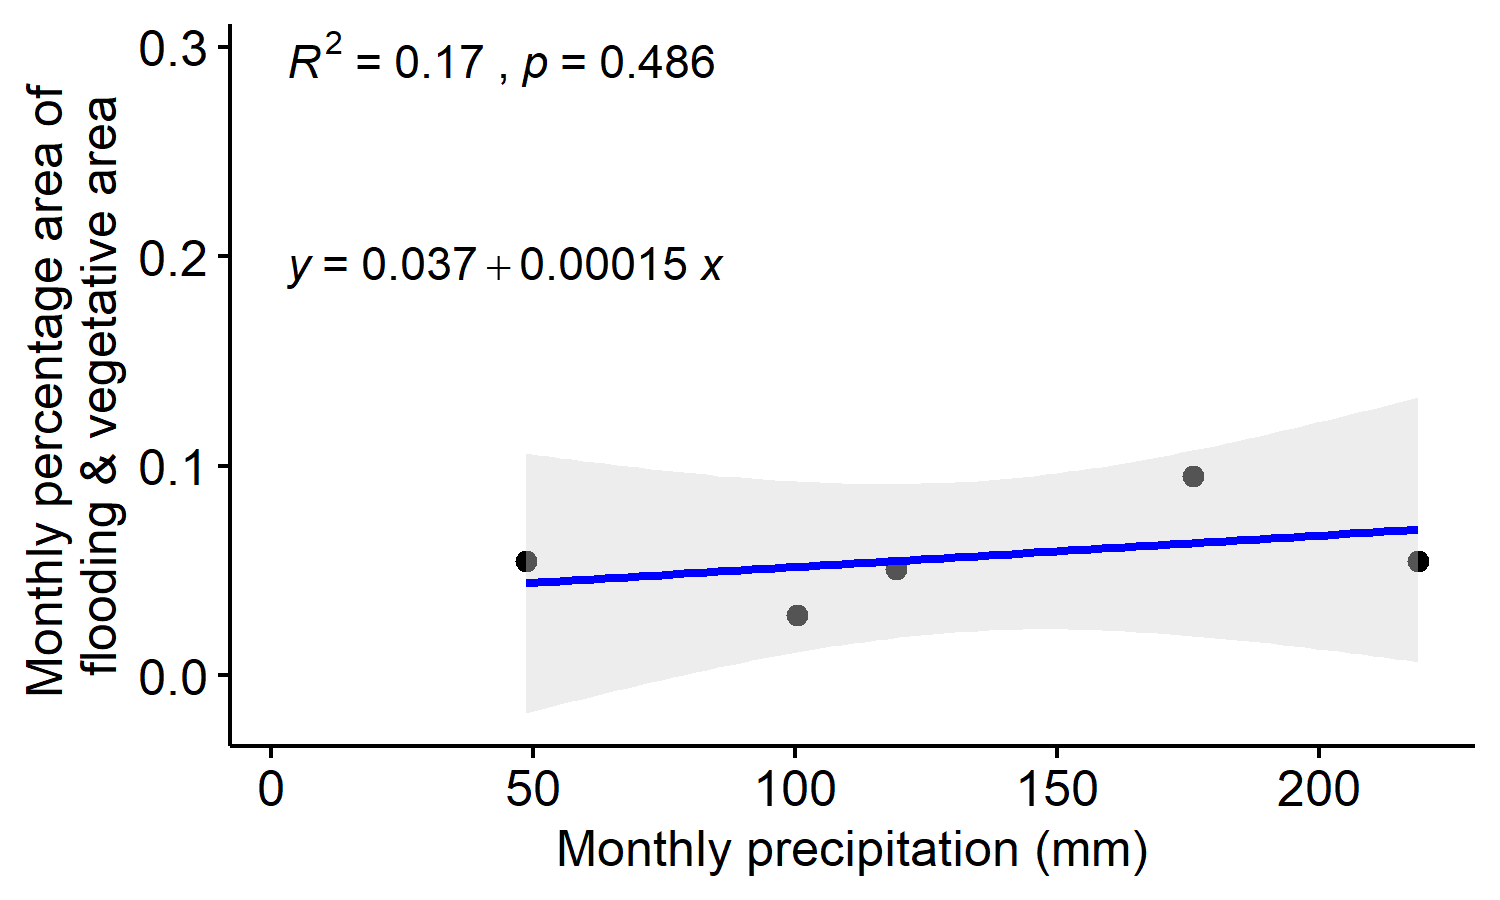 Monthly percentage area of
flooding & vegetative area
0.3
0.2
0.1
0.0
R² = 0.17 , p = 0.486
y = 0.037 + 0.00015 x
0 50 100 150 200
Monthly precipitation (mm)